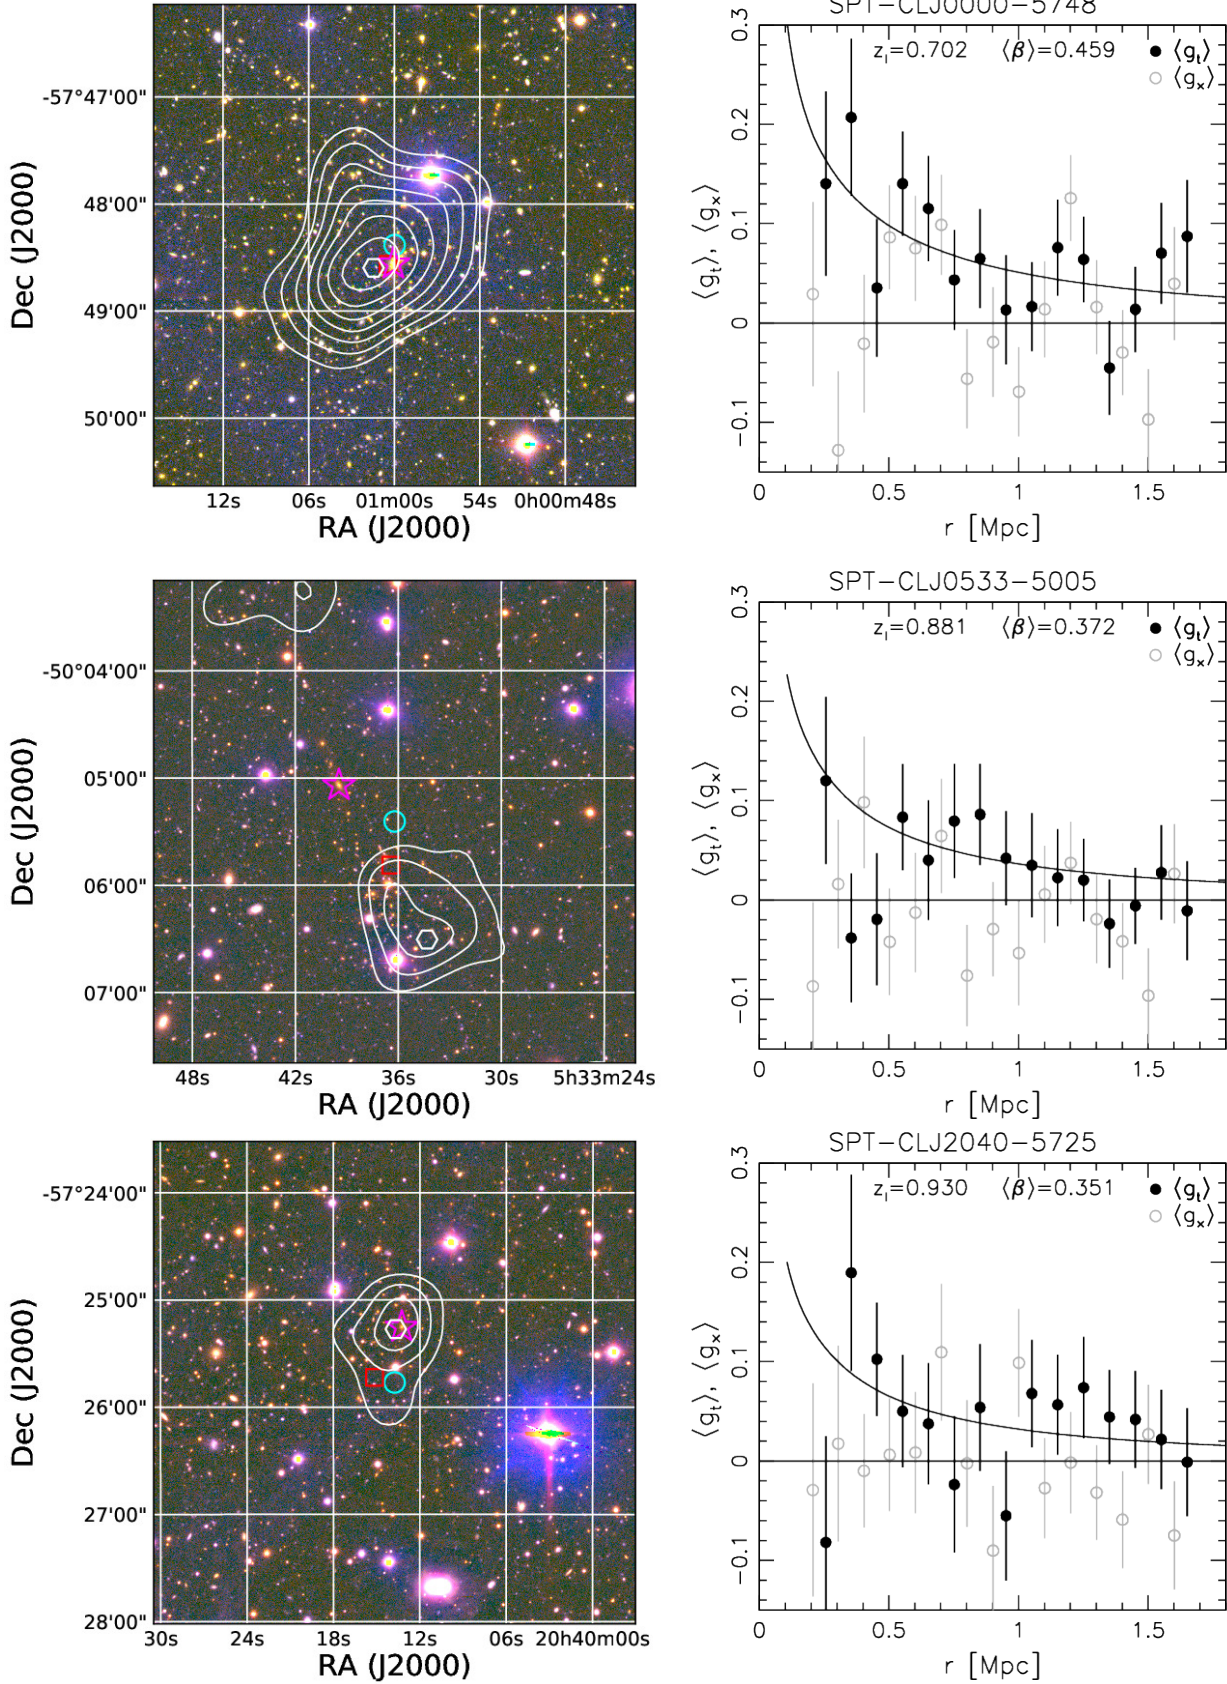 SPT-CLJ0000-5748
-57°47'00"
48'00"
49'00"
50'00"
Dec (J2000)
12s 06s 01m00s 54s 0h00m48s
RA (J2000)
z_l=0.702 ⟨β⟩=0.459
⟨g_t⟩
⟨g_×⟩
⟨g_t⟩, ⟨g_×⟩
0.3
0.2
0.1
0
−0.1
0 0.5 1 1.5
r [Mpc]
SPT-CLJ0533-5005
-50°04'00"
05'00"
06'00"
07'00"
Dec (J2000)
48s 42s 36s 30s 5h33m24s
RA (J2000)
z_l=0.881 ⟨β⟩=0.372
⟨g_t⟩
⟨g_×⟩
⟨g_t⟩, ⟨g_×⟩
0.3
0.2
0.1
0
−0.1
0 0.5 1 1.5
r [Mpc]
SPT-CLJ2040-5725
-57°24'00"
25'00"
26'00"
27'00"
28'00"
Dec (J2000)
30s 24s 18s 12s 06s 20h40m00s
RA (J2000)
z_l=0.930 ⟨β⟩=0.351
⟨g_t⟩
⟨g_×⟩
⟨g_t⟩, ⟨g_×⟩
0.3
0.2
0.1
0
−0.1
0 0.5 1 1.5
r [Mpc]